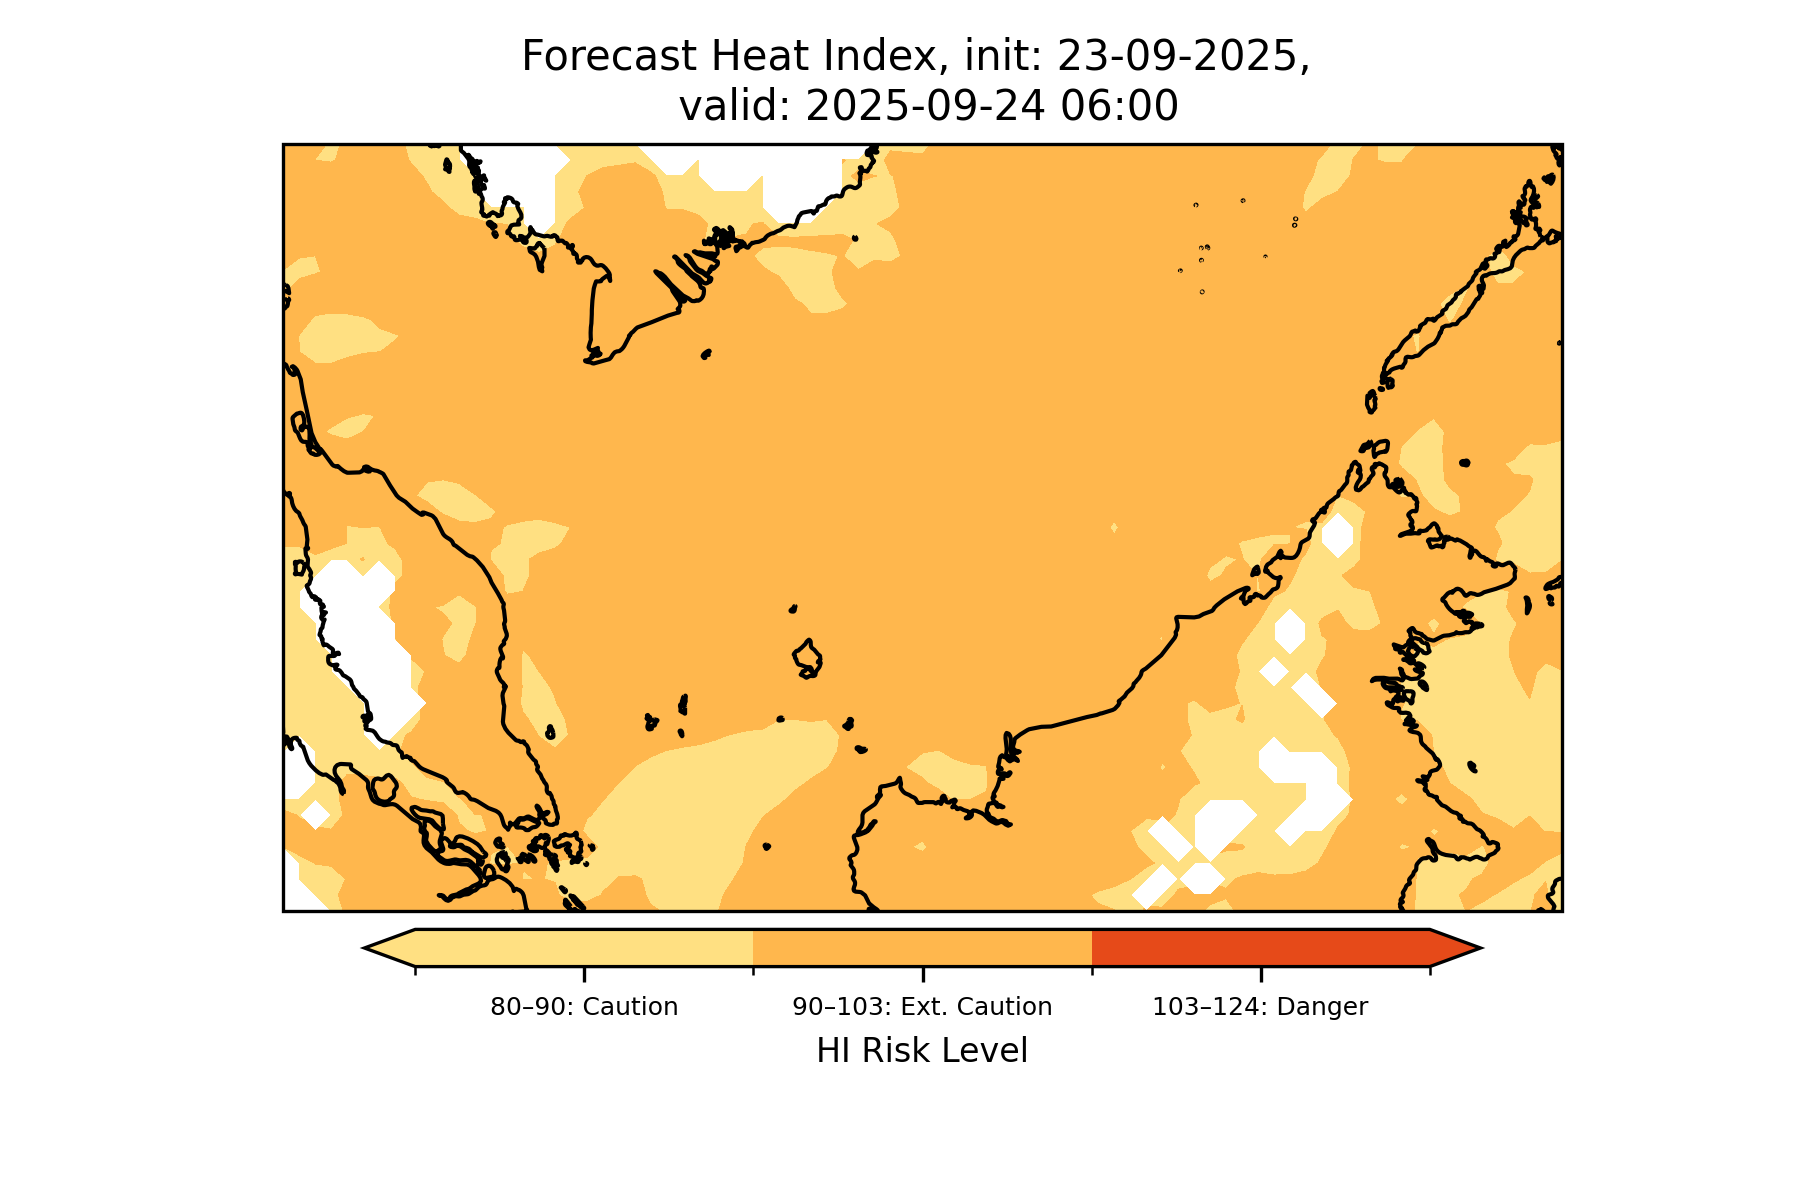 Forecast Heat Index, init: 23-09-2025,
valid: 2025-09-24 06:00
80–90: Caution
90–103: Ext. Caution
103–124: Danger
HI Risk Level